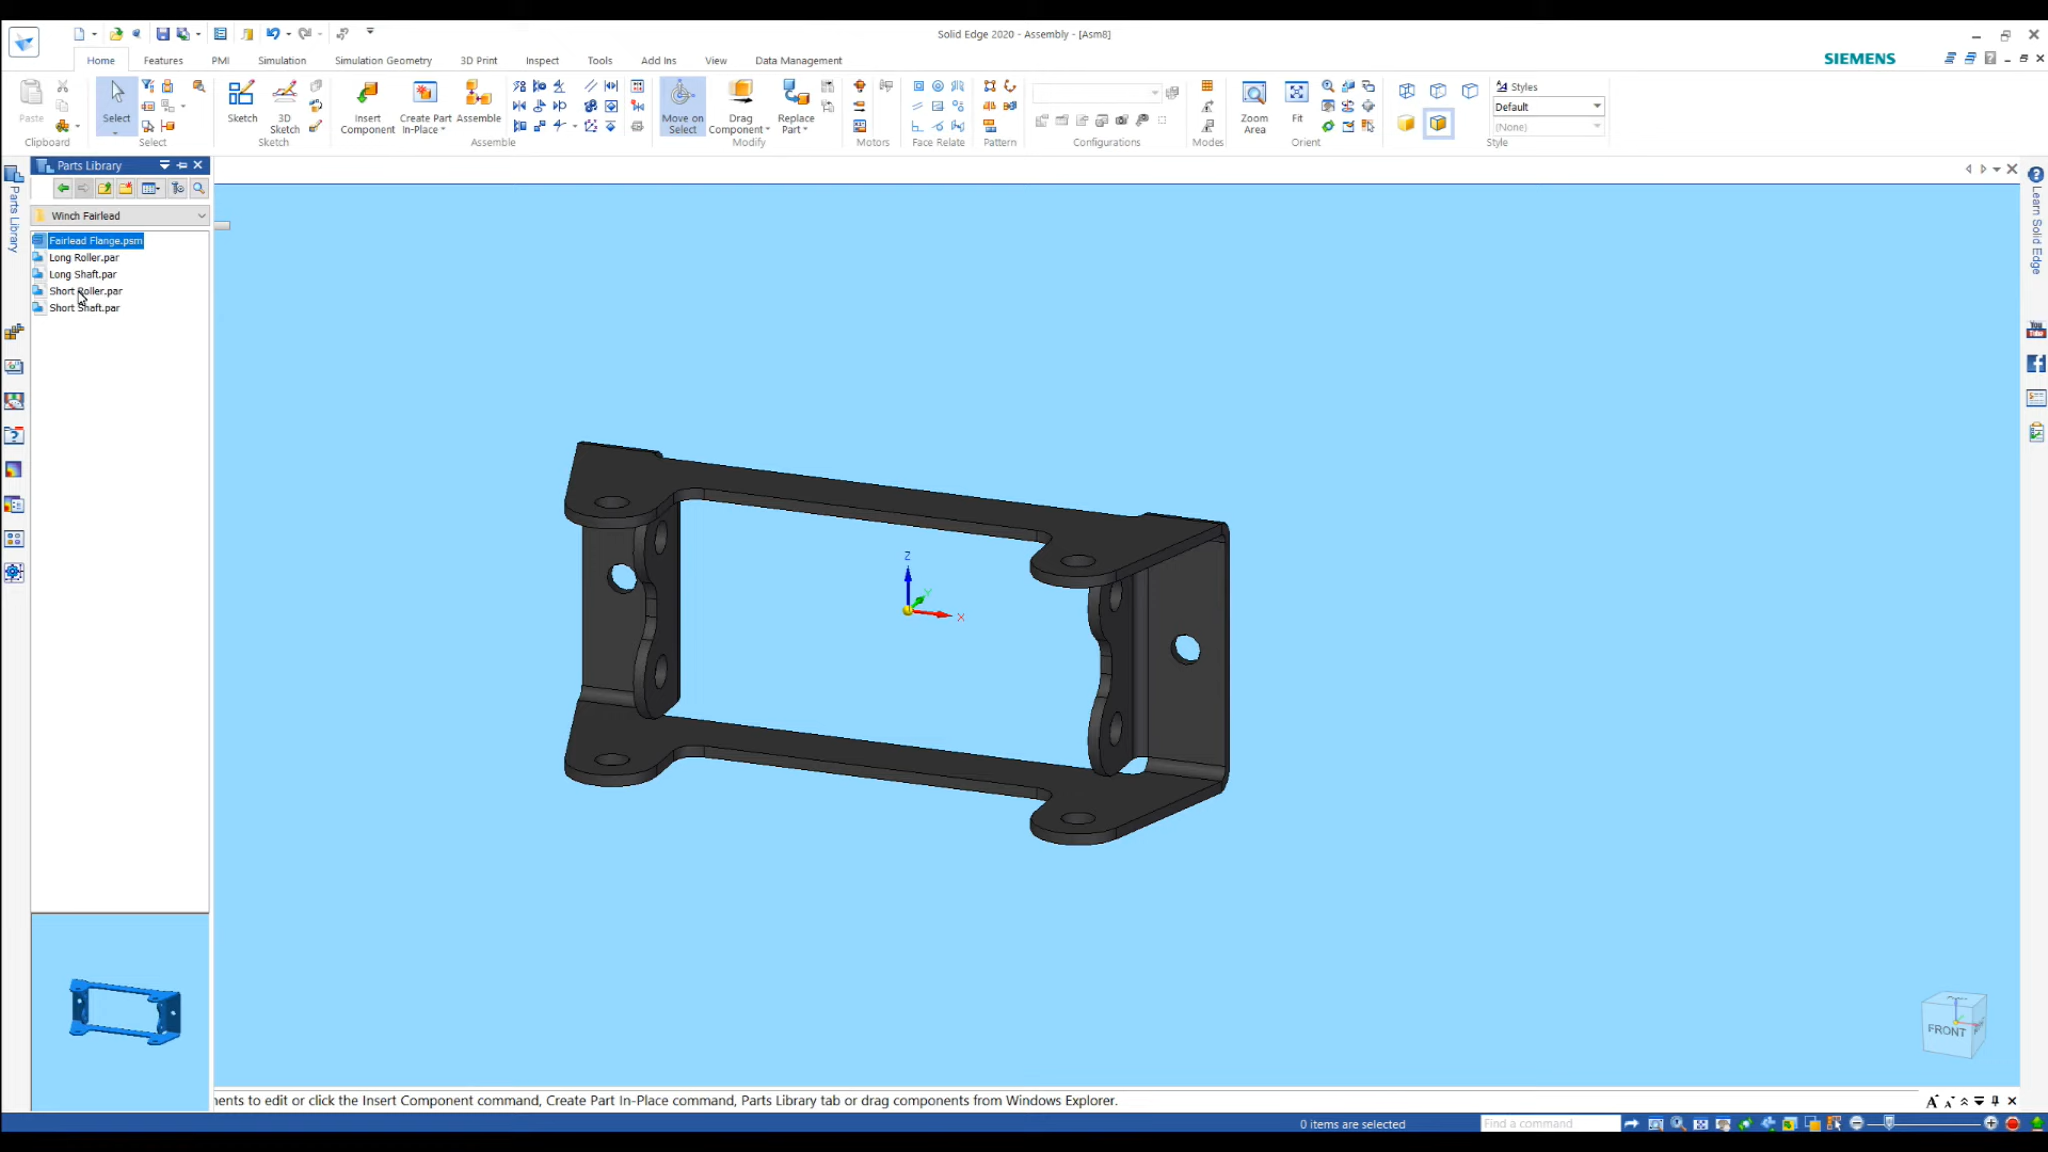 Solid Edge 2020 - Assembly - [Asm8]
Home Features PMI Simulation Simulation Geometry 3D Print Inspect Tools Add Ins View Data Management
SIEMENS
Paste
Clipboard
Select
Select
Sketch
3D Sketch
Sketch
Insert Component
Create Part In-Place
Assemble
Assemble
Move on Select
Drag Component
Replace Part
Modify
Motors
Face Relate
Pattern
Configurations
Modes
Zoom Area
Fit
Orient
Styles
Default
(None)
Style
Parts Library
Parts Library
Winch Fairlead
Fairlead Flange.psm
Long Roller.par
Long Shaft.par
Short Roller.par
Short Shaft.par
Learn Solid Edge
You Tube
Z
Y
X
FRONT
ents to edit or click the Insert Component command, Create Part In-Place command, Parts Library tab or drag components from Windows Explorer.
0 items are selected
Find a command